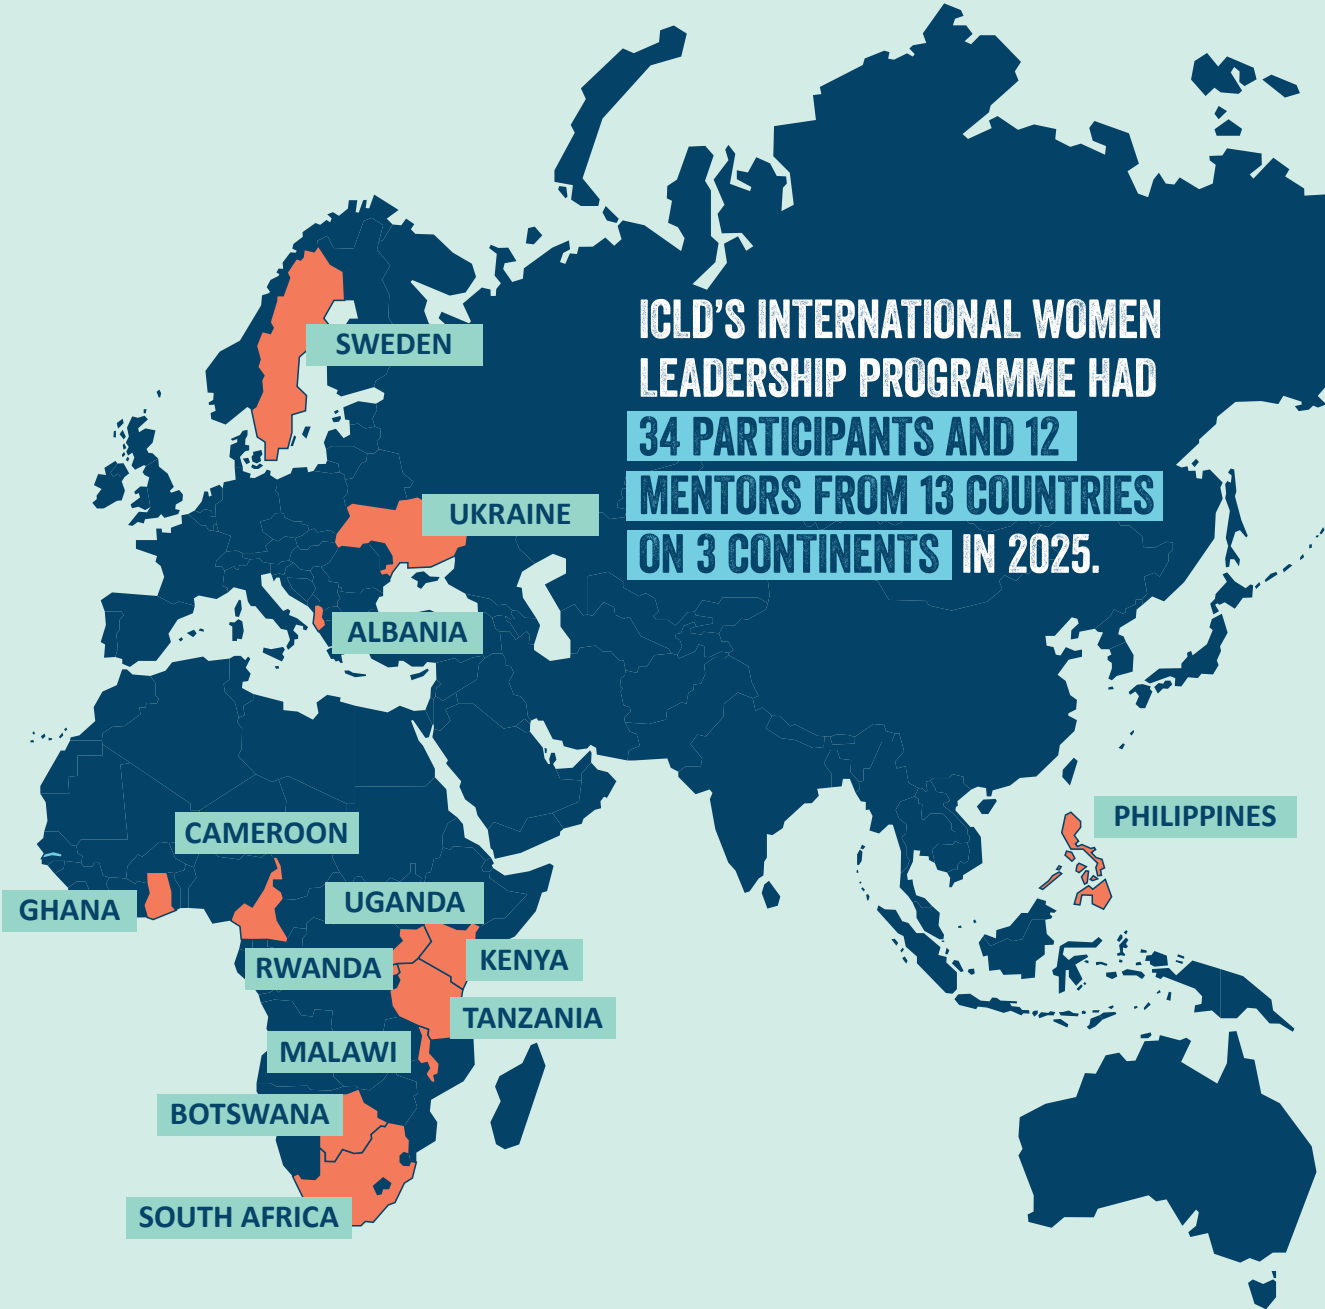 ICLD'S INTERNATIONAL WOMEN
LEADERSHIP PROGRAMME HAD
34 PARTICIPANTS AND 12
MENTORS FROM 13 COUNTRIES
ON 3 CONTINENTS IN 2025.
SWEDEN
UKRAINE
ALBANIA
PHILIPPINES
CAMEROON
GHANA
UGANDA
KENYA
RWANDA
TANZANIA
MALAWI
BOTSWANA
SOUTH AFRICA